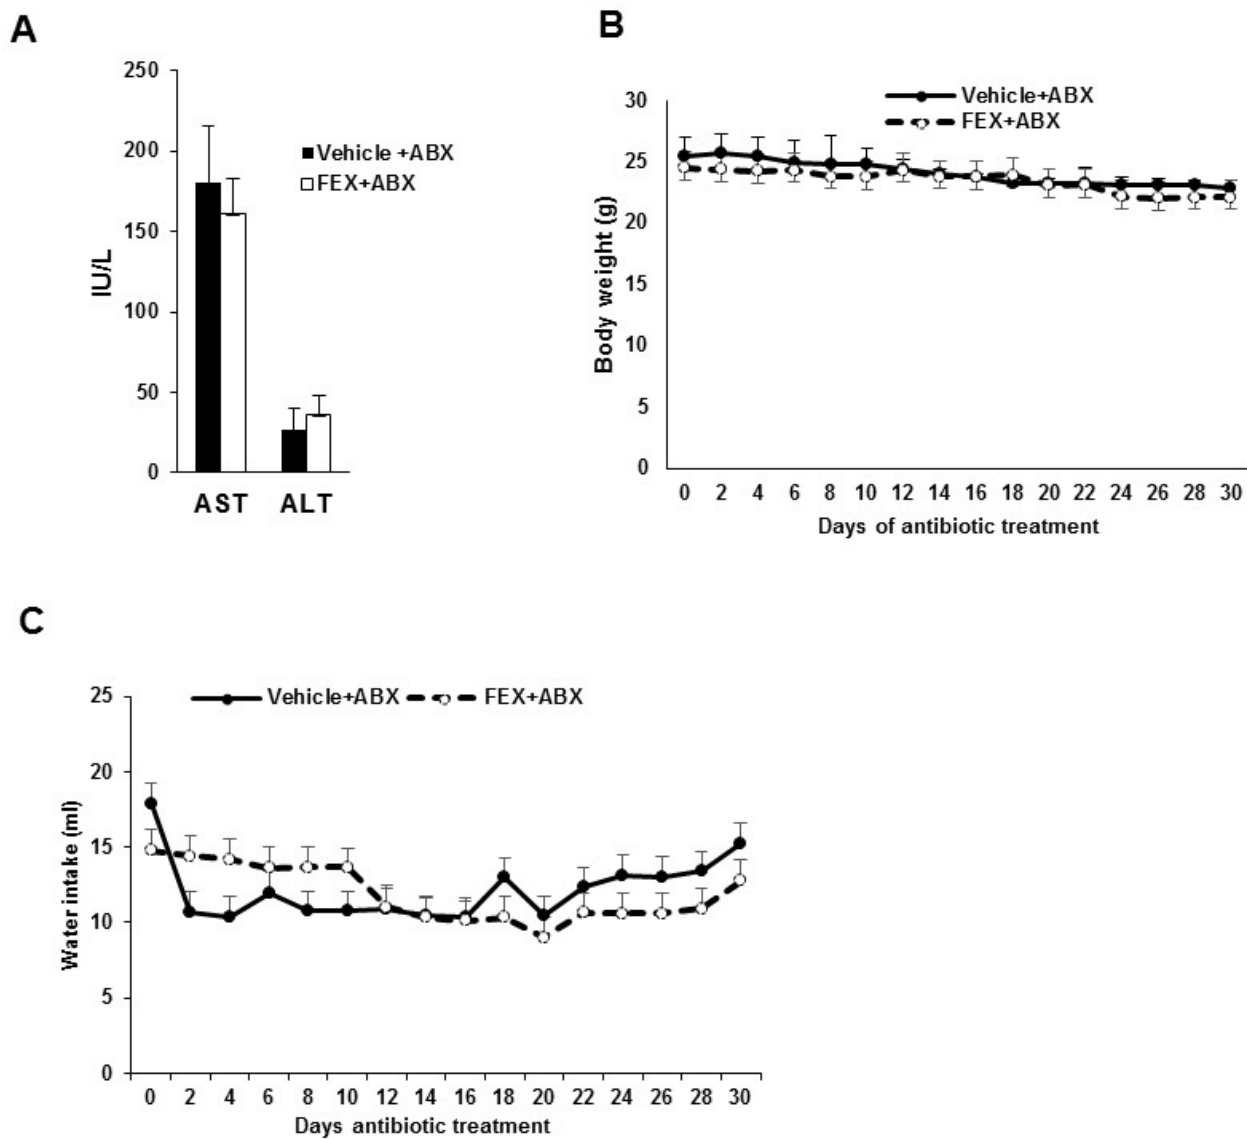 A
250
200
150
100
50
0
IU/L
Vehicle +ABX
FEX+ABX
AST ALT
B
30
25
20
15
10
5
0
Body weight (g)
Vehicle+ABX
FEX+ABX
0 2 4 6 8 10 12 14 16 18 20 22 24 26 28 30
Days of antibiotic treatment
C
25
20
15
10
5
0
Water intake (ml)
Vehicle+ABX FEX+ABX
0 2 4 6 8 10 12 14 16 18 20 22 24 26 28 30
Days antibiotic treatment